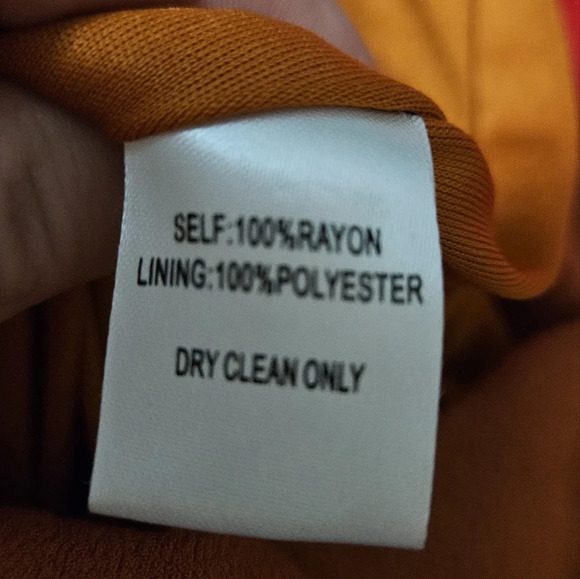 SELF:100%RAYON
LINING:100%POLYESTER
DRY CLEAN ONLY